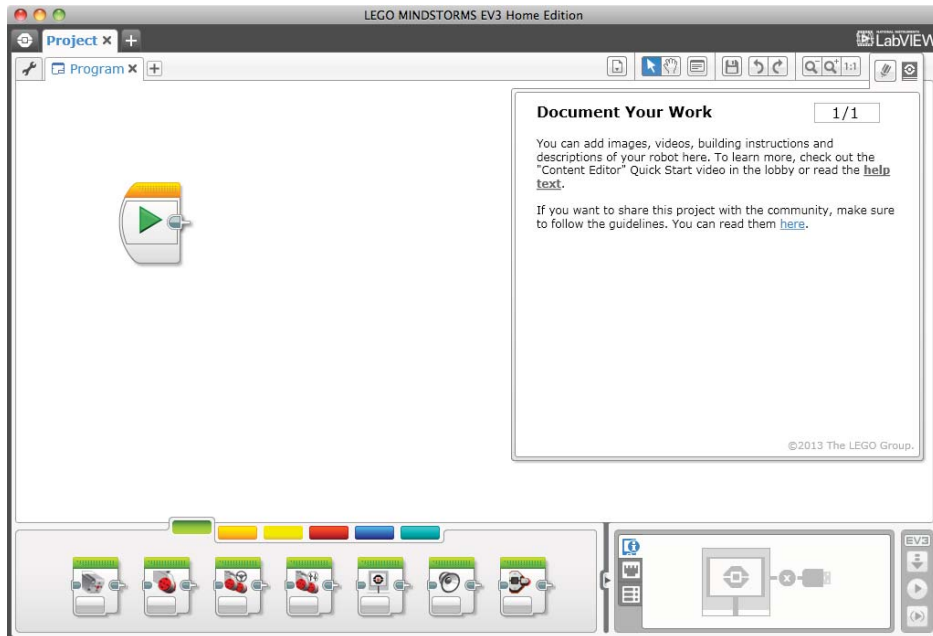 LEGO MINDSTORMS EV3 Home Edition
Project
LabVIEW
Program
1:1
Document Your Work
1/1
You can add images, videos, building instructions and
descriptions of your robot here. To learn more, check out the
"Content Editor" Quick Start video in the lobby or read the help
text.
If you want to share this project with the community, make sure
to follow the guidelines. You can read them here.
©2013 The LEGO Group.
EV3